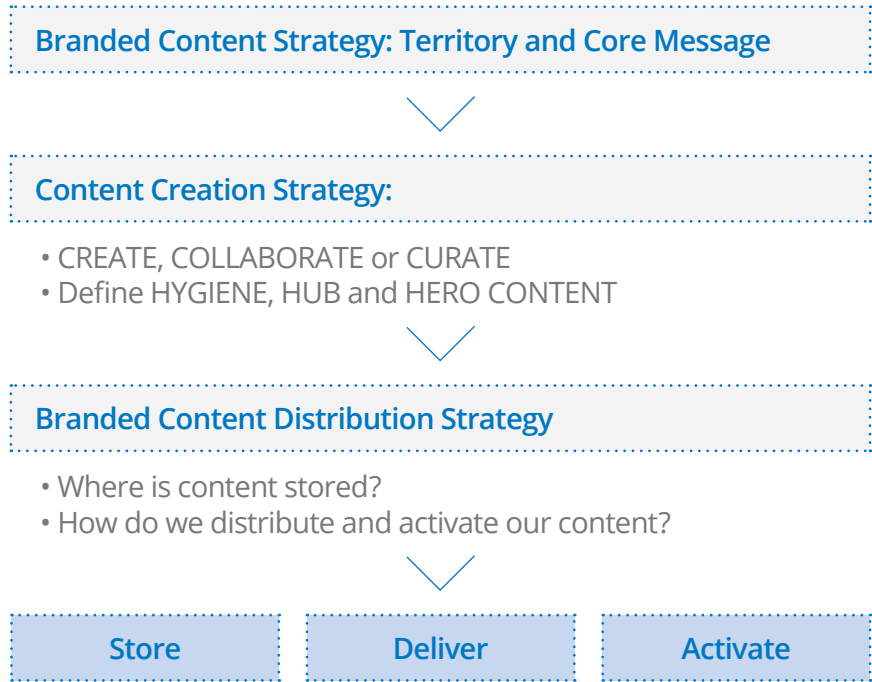 Branded Content Strategy: Territory and Core Message
Content Creation Strategy:
• CREATE, COLLABORATE or CURATE
• Define HYGIENE, HUB and HERO CONTENT
Branded Content Distribution Strategy
• Where is content stored?
• How do we distribute and activate our content?
Store
Deliver
Activate